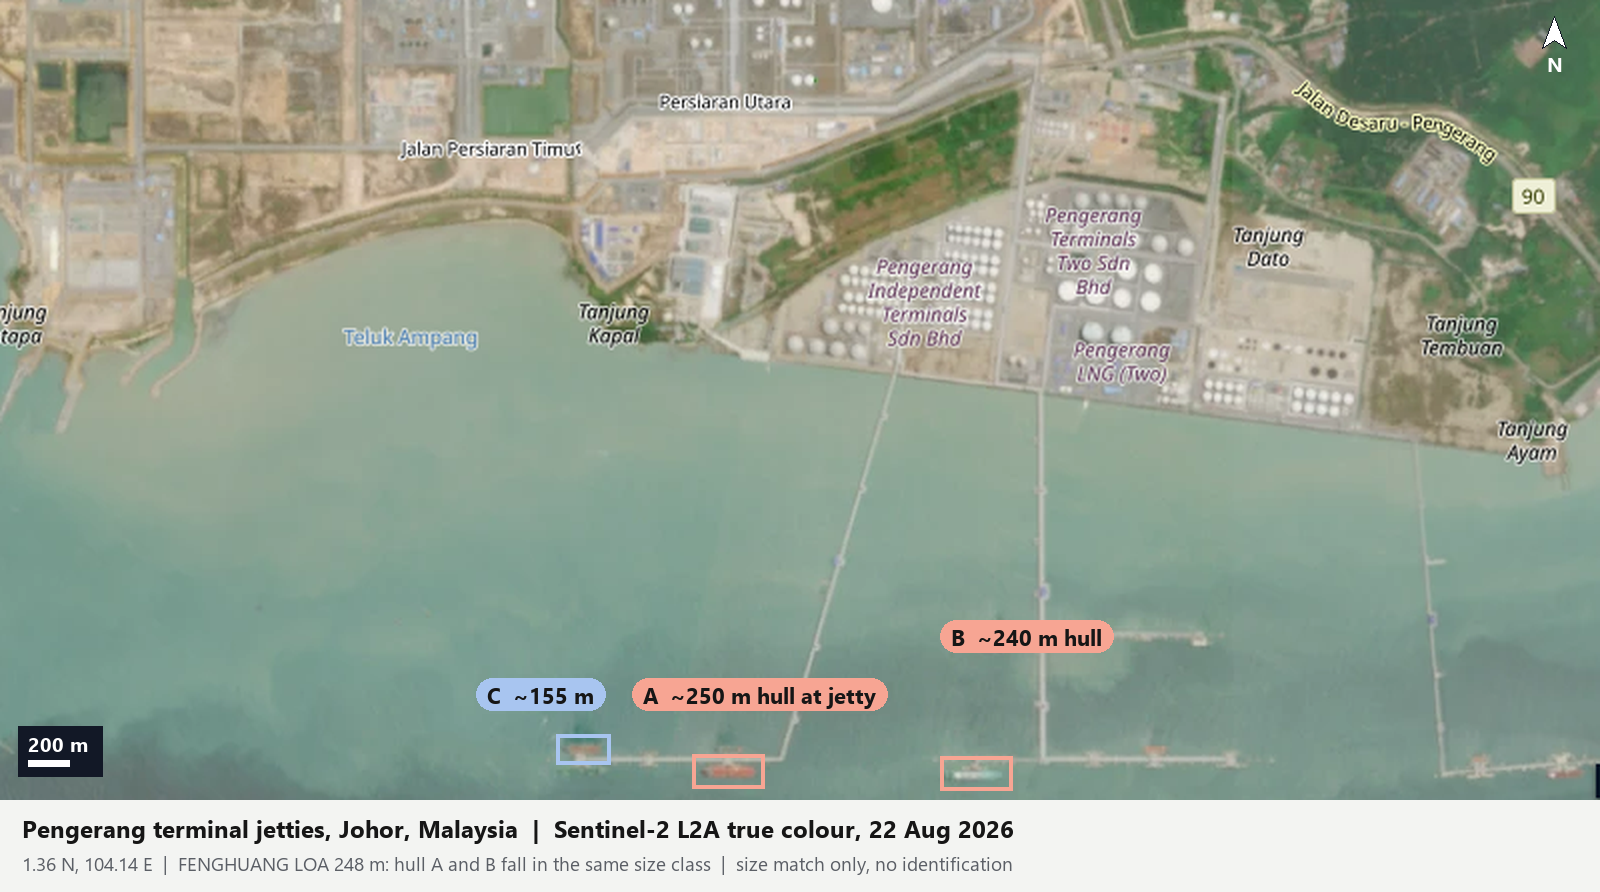 N
Persiaran Utara
Jalan Desaru - Pengerang
Jalan Persiaran Timur
90
Pengerang
Terminals
Two Sdn
Bhd
Tanjung
Dato
Pengerang
Independent
Terminals
Sdn Bhd
njung
tapa
Teluk Ampang
Tanjung
Kapal
Tanjung
Tembuan
Pengerang
LNG (Two)
Tanjung
Ayam
B ~240 m hull
C ~155 m
A ~250 m hull at jetty
200 m
Pengerang terminal jetties, Johor, Malaysia | Sentinel-2 L2A true colour, 22 Aug 2026
1.36 N, 104.14 E | FENGHUANG LOA 248 m: hull A and B fall in the same size class | size match only, no identification